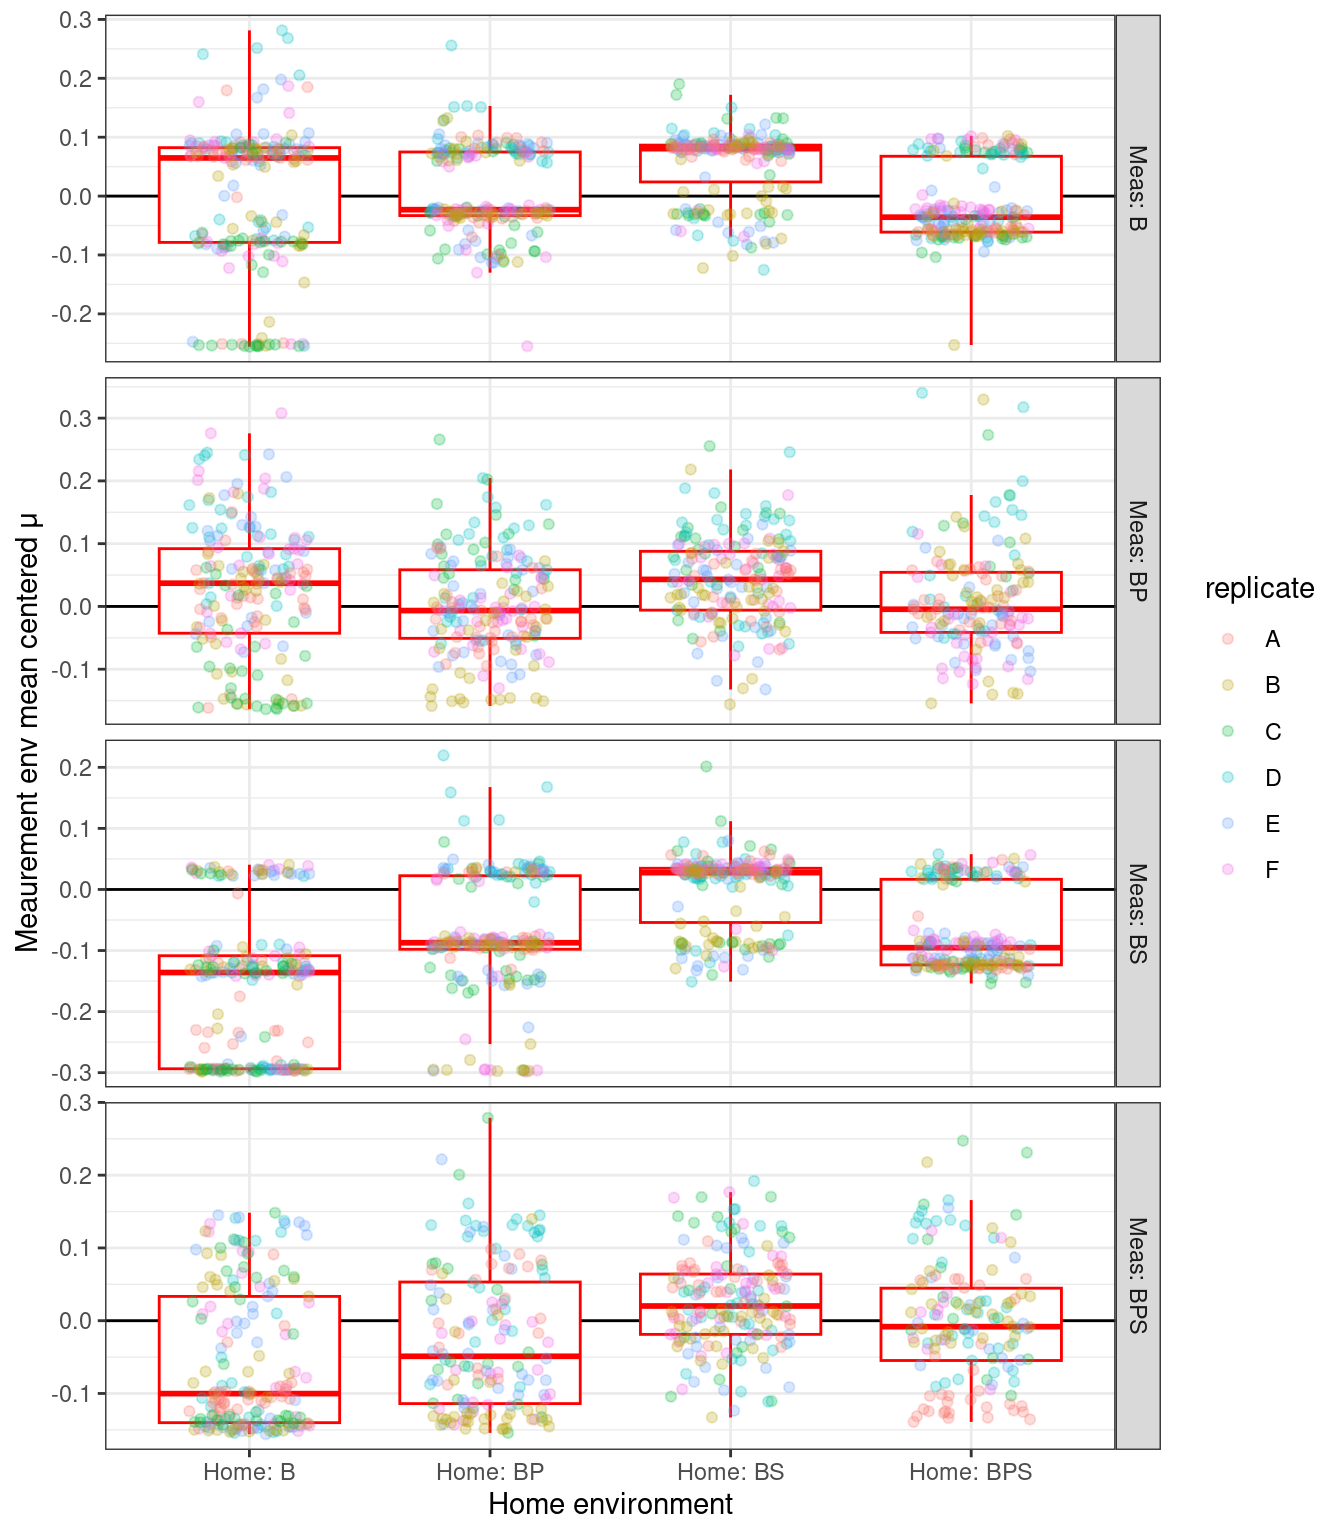 0.3
0.2
0.1
0.0
-0.1
-0.2
Meas: B
0.3
0.2
0.1
0.0
-0.1
Meas: BP
0.2
0.1
0.0
-0.1
-0.2
-0.3
Meas: BS
0.3
0.2
0.1
0.0
-0.1
Meas: BPS
Meaurement env mean centered μ
Home: B Home: BP Home: BS Home: BPS
Home environment
replicate
A
B
C
D
E
F